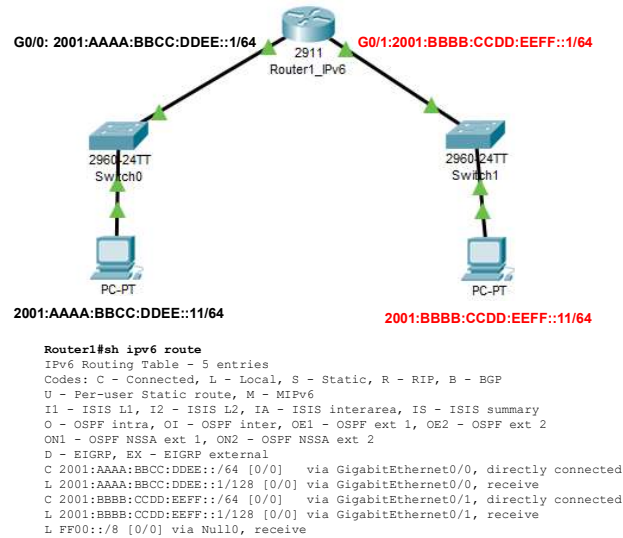 G0/0: 2001:AAAA:BBCC:DDEE::1/64
G0/1:2001:BBBB:CCDD:EEFF::1/64
2911
Router1_IPv6
2960-24TT
Switch0
2960-24TT
Switch1
PC-PT
PC-PT
2001:AAAA:BBCC:DDEE::11/64
2001:BBBB:CCDD:EEFF::11/64
Router1#sh ipv6 route
IPv6 Routing Table - 5 entries
Codes: C - Connected, L - Local, S - Static, R - RIP, B - BGP
U - Per-user Static route, M - MIPv6
I1 - ISIS L1, I2 - ISIS L2, IA - ISIS interarea, IS - ISIS summary
O - OSPF intra, OI - OSPF inter, OE1 - OSPF ext 1, OE2 - OSPF ext 2
ON1 - OSPF NSSA ext 1, ON2 - OSPF NSSA ext 2
D - EIGRP, EX - EIGRP external
C 2001:AAAA:BBCC:DDEE::/64 [0/0] via GigabitEthernet0/0, directly connected
L 2001:AAAA:BBCC:DDEE::1/128 [0/0] via GigabitEthernet0/0, receive
C 2001:BBBB:CCDD:EEFF::/64 [0/0] via GigabitEthernet0/1, directly connected
L 2001:BBBB:CCDD:EEFF::1/128 [0/0] via GigabitEthernet0/1, receive
L FF00::/8 [0/0] via Null0, receive